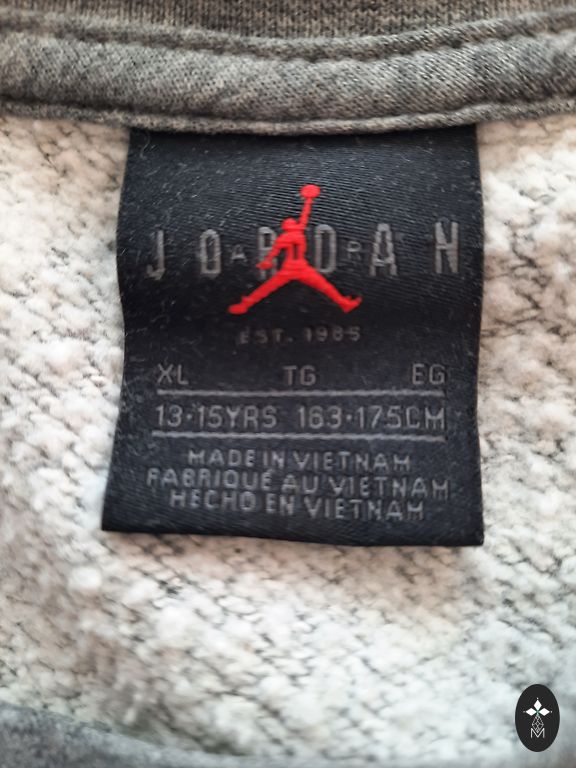 JORDAN
EST. 1985
XL TG EG
13-15YRS 163-175CM
MADE IN VIETNAM
FABRIQUÉ AU VIETNAM
HECHO EN VIETNAM